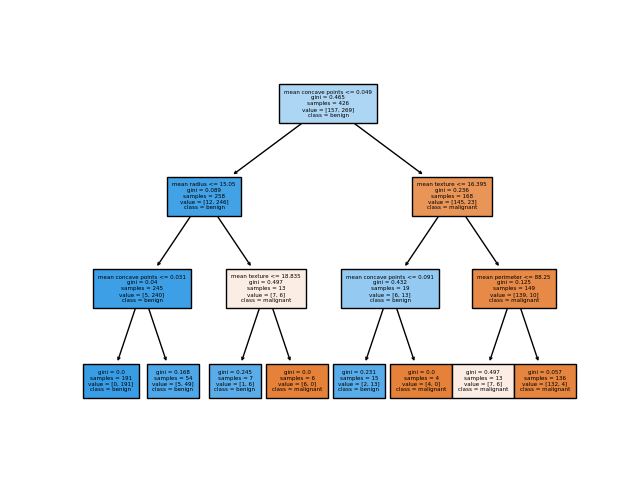 mean concave points <= 0.049
gini = 0.465
samples = 426
value = [157, 269]
class = benign
mean radius <= 15.05
gini = 0.089
samples = 258
value = [12, 246]
class = benign
mean texture <= 16.395
gini = 0.236
samples = 168
value = [145, 23]
class = malignant
mean concave points <= 0.031
gini = 0.04
samples = 245
value = [5, 240]
class = benign
mean texture <= 18.835
gini = 0.497
samples = 13
value = [7, 6]
class = malignant
mean concave points <= 0.091
gini = 0.432
samples = 19
value = [6, 13]
class = benign
mean perimeter <= 88.25
gini = 0.125
samples = 149
value = [139, 10]
class = malignant
gini = 0.0
samples = 191
value = [0, 191]
class = benign
gini = 0.168
samples = 54
value = [5, 49]
class = benign
gini = 0.245
samples = 7
value = [1, 6]
class = benign
gini = 0.0
samples = 6
value = [6, 0]
class = malignant
gini = 0.231
samples = 15
value = [2, 13]
class = benign
gini = 0.0
samples = 4
value = [4, 0]
class = malignant
gini = 0.497
samples = 13
value = [7, 6]
class = malignant
gini = 0.057
samples = 136
value = [132, 4]
class = malignant